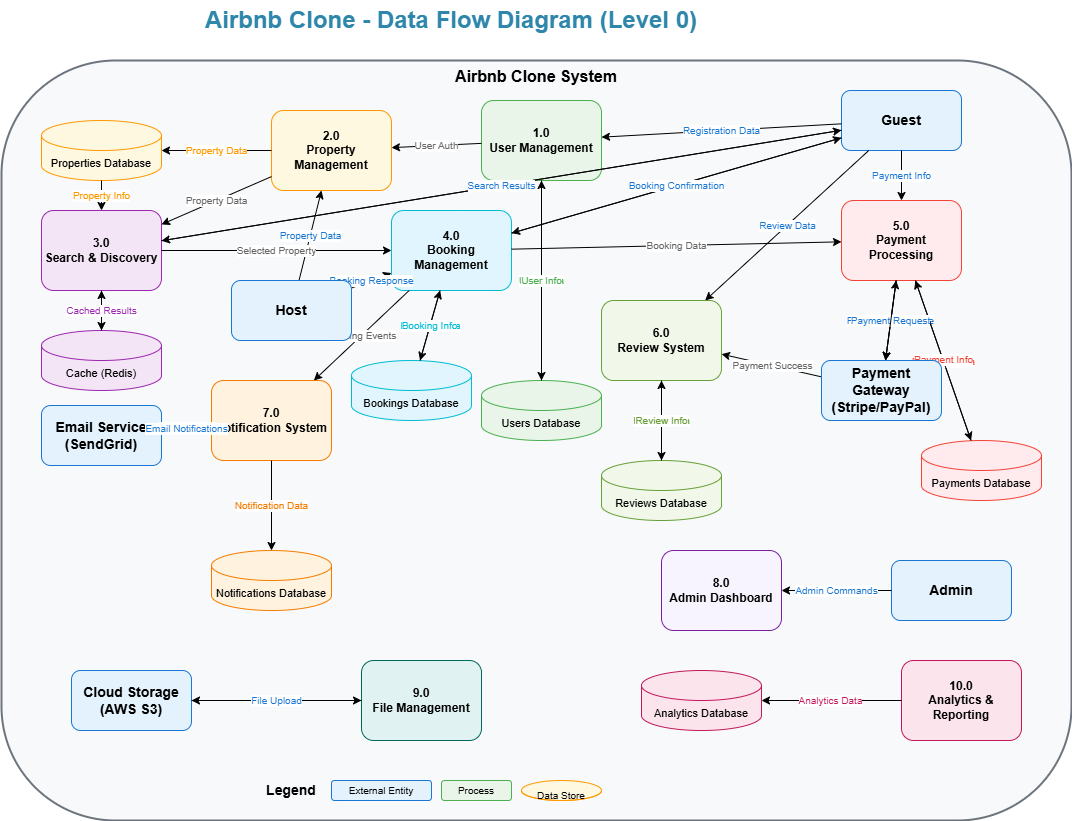 Airbnb Clone - Data Flow Diagram (Level 0)
Airbnb Clone System
Guest
1.0
User Management
2.0
Property
Management
Properties Database
Registration Data
User Auth
Property Data
Payment Info
Search Results
Booking Confirmation
Property Info
Property Data
3.0
Search & Discovery
Property Data
4.0
Booking
Management
Review Data
5.0
Payment
Processing
Selected Property
Booking Data
Booking Response
User Info
Host
Cached Results
Events
Booking Info
Payment Request
6.0
Review System
Payment Success
Payment Info
Cache (Redis)
Bookings Database
Payment
Gateway
(Stripe/PayPal)
Email Service
(SendGrid)
Email Notifications
7.0
Notification System
Users Database
Review Info
Payments Database
Reviews Database
Notification Data
Notifications Database
8.0
Admin Dashboard
Admin Commands
Admin
Cloud Storage
(AWS S3)
File Upload
9.0
File Management
Analytics Database
Analytics Data
10.0
Analytics &
Reporting
Legend
External Entity
Process
Data Store